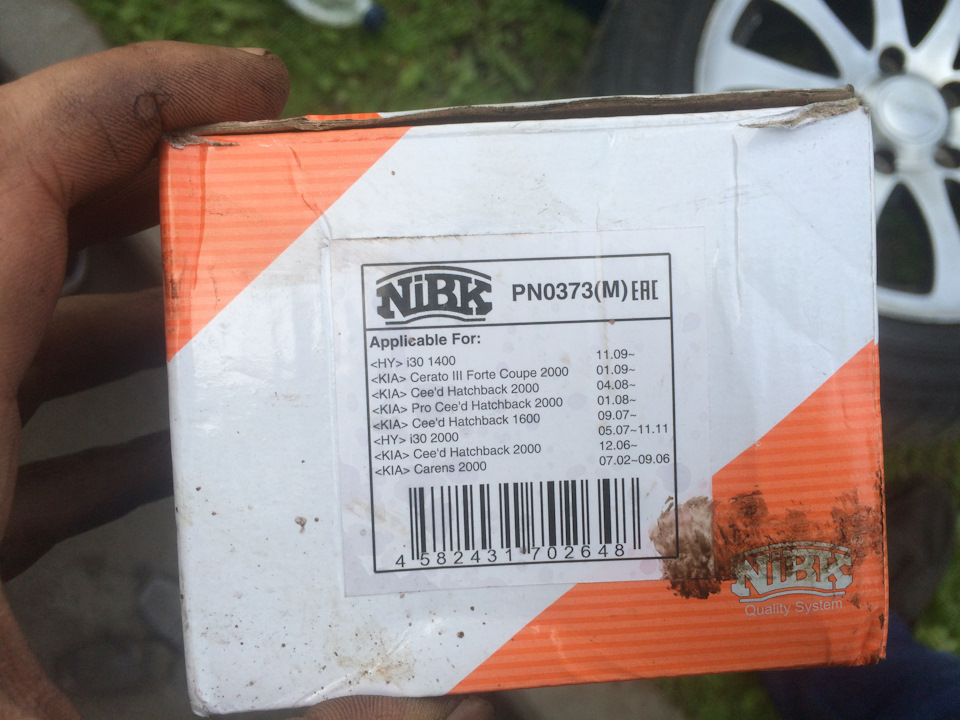 NiBK PN0373(M) EAC
Applicable For:
<HY> i30 1400 11.09~
<KIA> Cerato III Forte Coupe 2000 01.09~
<KIA> Cee'd Hatchback 2000 04.08~
<KIA> Pro Cee'd Hatchback 2000 01.08~
<KIA> Cee'd Hatchback 1600 09.07~
<HY> i30 2000 05.07~11.11
<KIA> Cee'd Hatchback 2000 12.06~
<KIA> Carens 2000 07.02~09.06
4 582431 702648
NiBK
Quality System